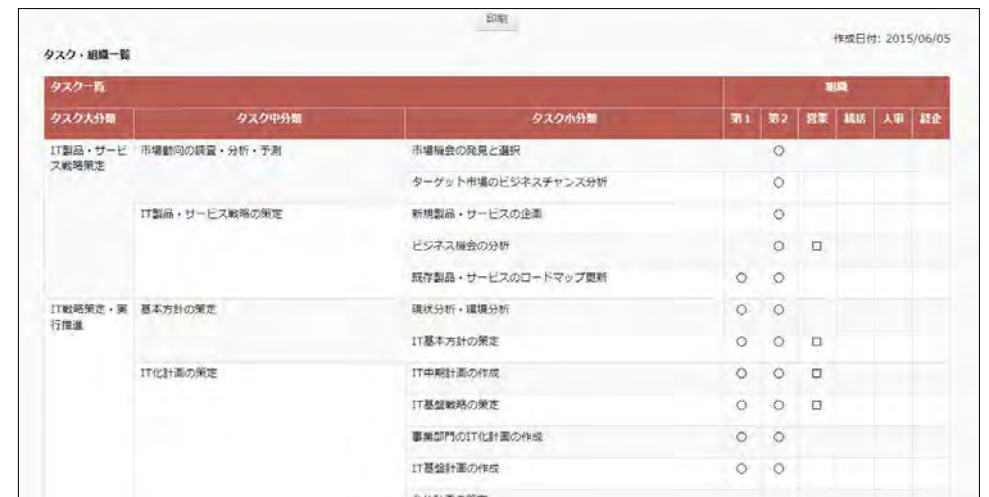 印刷
作成日付: 2015/06/05
タスク・組織一覧
タスク一覧 組織
タスク大分類 タスク中分類 タスク小分類 第1 第2 営業 統括 人事 経企
IT製品・サービ 市場動向の調査・分析・予測 市場機会の発見と選択 ○
ス戦略策定
ターゲット市場のビジネスチャンス分析 ○
IT製品・サービス戦略の策定 新規製品・サービスの企画 ○
ビジネス機会の分析 ○ □
既存製品・サービスのロードマップ更新 ○ ○
IT戦略策定・実 基本方針の策定 現状分析・環境分析 ○ ○
行推進
IT基本方針の策定 ○ ○ □
IT化計画の策定 IT中期計画の作成 ○ ○ □
IT基盤戦略の策定 ○ ○ □
事業部門のIT化計画の作成 ○ ○
IT基盤計画の作成 ○ ○